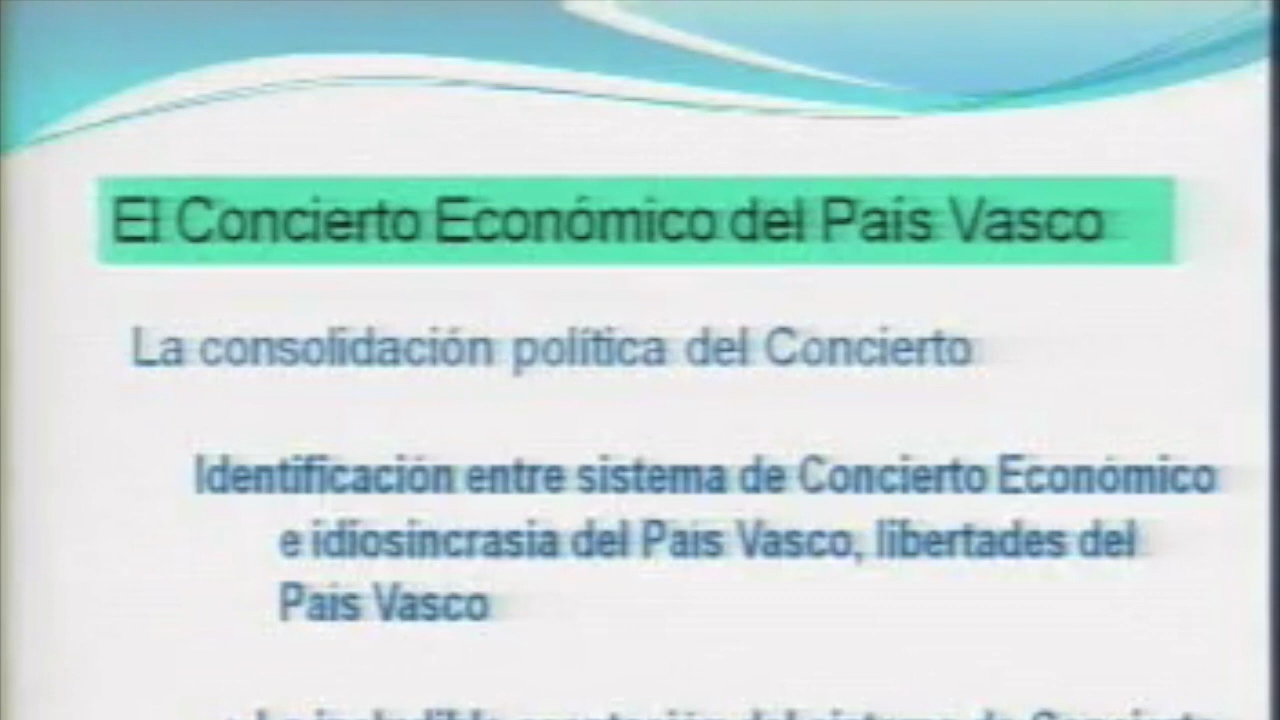 El Concierto Económico del País Vasco
La consolidación política del Concierto
Identificación entre sistema de Concierto Económico
e idiosincrasia del País Vasco, libertades del
País Vasco